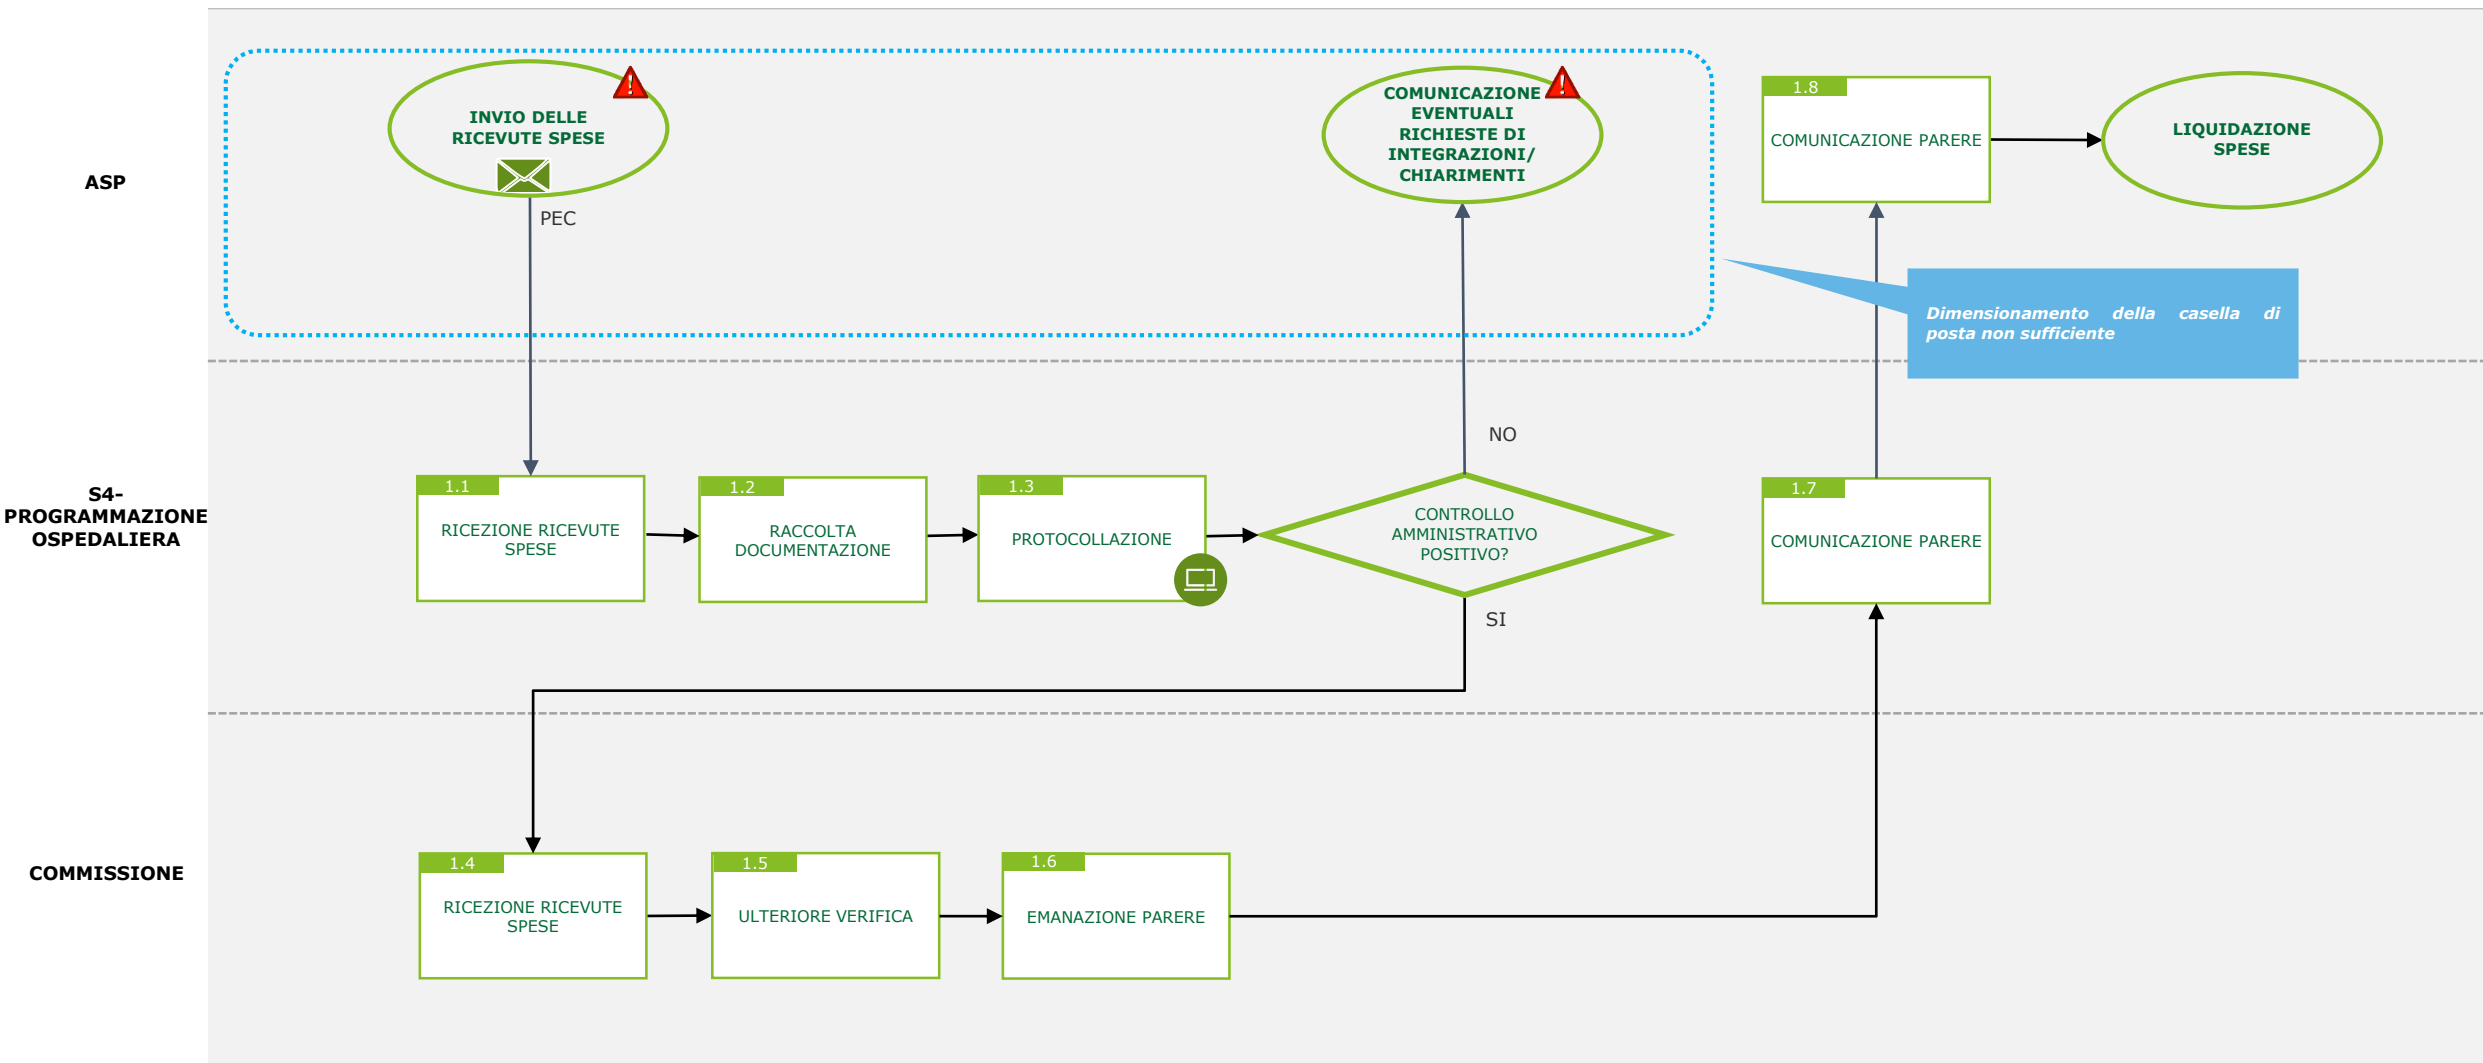 ASP
INVIO DELLE
RICEVUTE SPESE
PEC
COMUNICAZIONE
EVENTUALI
RICHIESTE DI
INTEGRAZIONI/
CHIARIMENTI
1.8
COMUNICAZIONE PARERE
LIQUIDAZIONE
SPESE
Dimensionamento della casella di
posta non sufficiente
S4-
PROGRAMMAZIONE
OSPEDALIERA
1.1
RICEZIONE RICEVUTE
SPESE
1.2
RACCOLTA
DOCUMENTAZIONE
1.3
PROTOCOLLAZIONE
CONTROLLO
AMMINISTRATIVO
POSITIVO?
NO
SI
1.7
COMUNICAZIONE PARERE
COMMISSIONE
1.4
RICEZIONE RICEVUTE
SPESE
1.5
ULTERIORE VERIFICA
1.6
EMANAZIONE PARERE